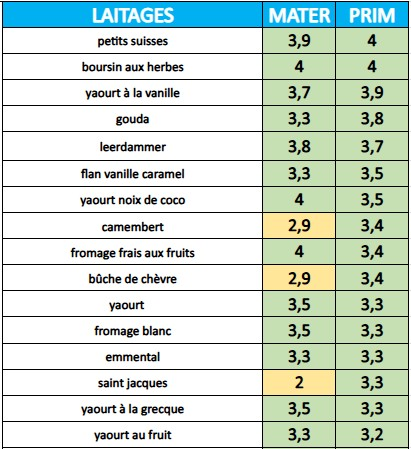 LAITAGES MATER PRIM
petits suisses 3,9 4
boursin aux herbes 4 4
yaourt à la vanille 3,7 3,9
gouda 3,3 3,8
leerdammer 3,8 3,7
flan vanille caramel 3,3 3,5
yaourt noix de coco 4 3,5
camembert 2,9 3,4
fromage frais aux fruits 4 3,4
bûche de chèvre 2,9 3,4
yaourt 3,5 3,3
fromage blanc 3,5 3,3
emmental 3,3 3,3
saint jacques 2 3,3
yaourt à la grecque 3,5 3,3
yaourt au fruit 3,3 3,2